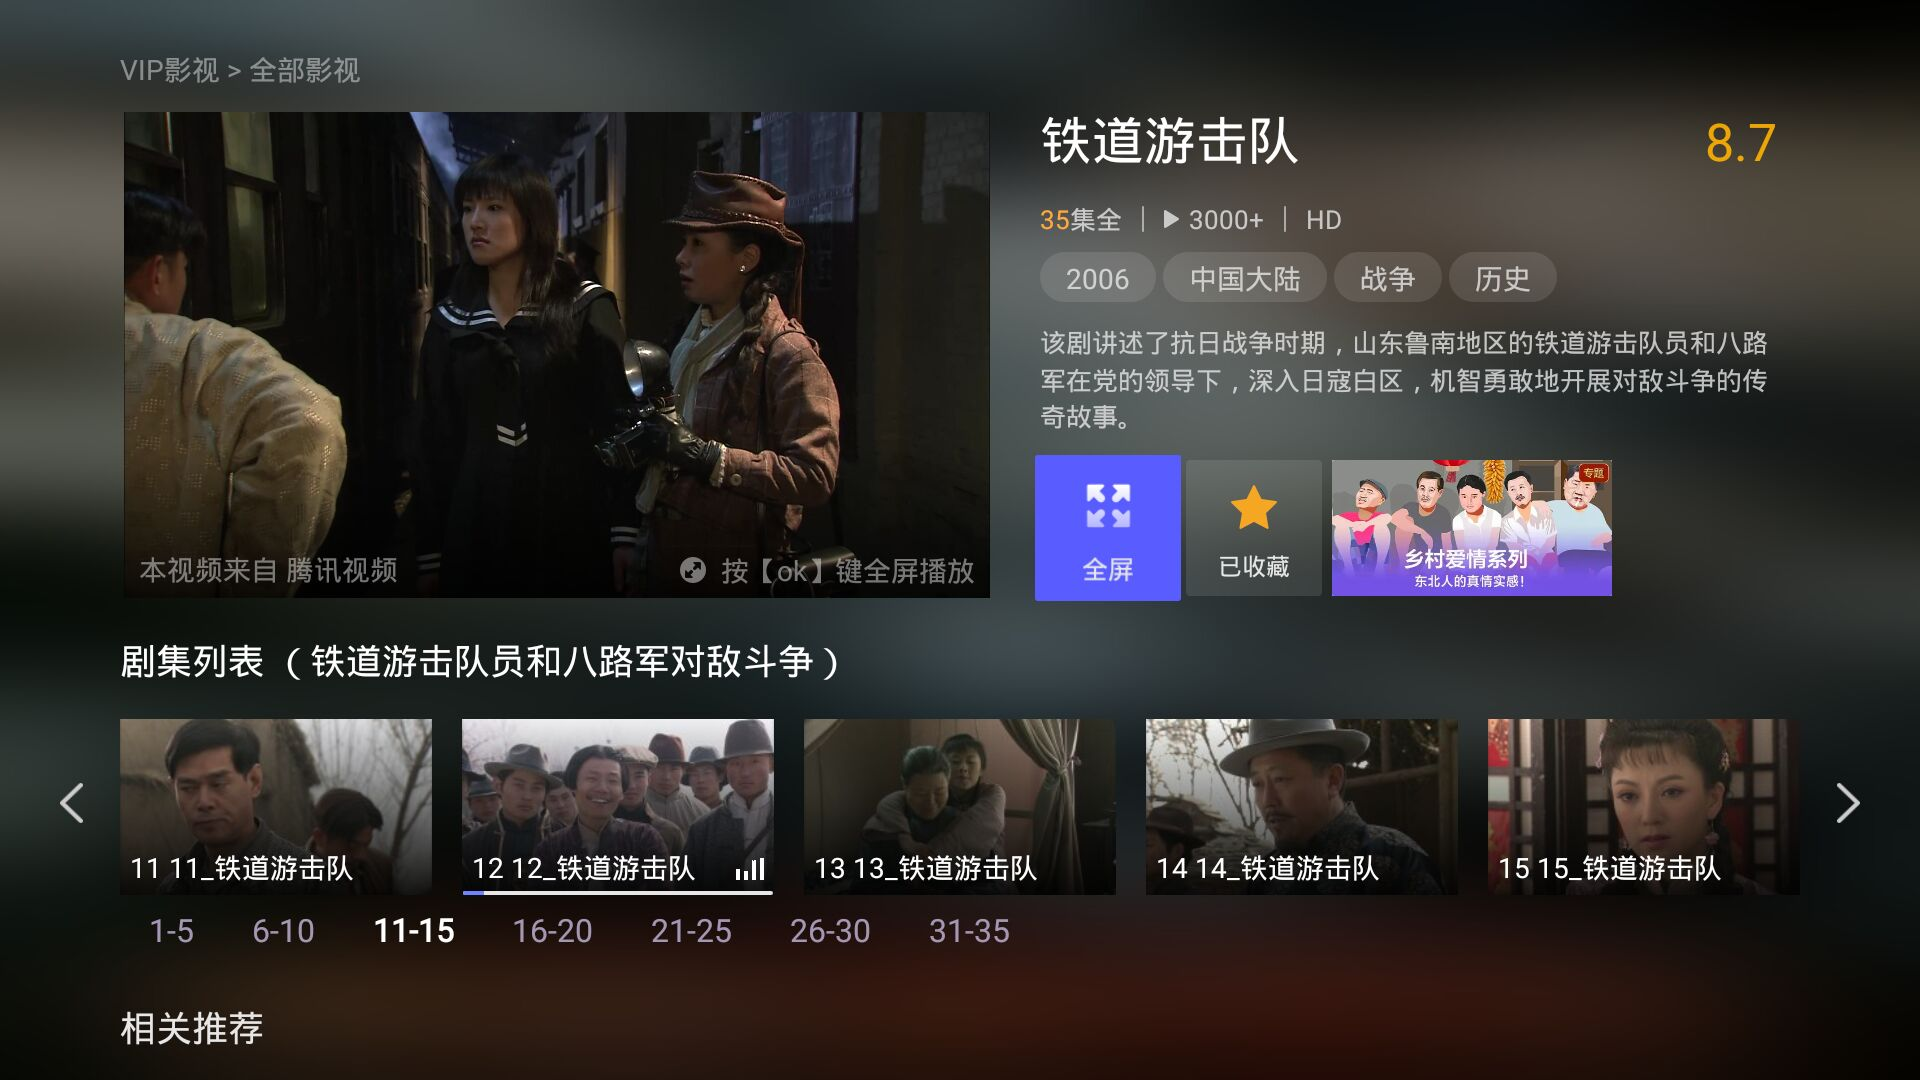 VIP影视 > 全部影视
铁道游击队
8.7
35集全 | ▶ 3000+ | HD
2006 中国大陆 战争 历史
该剧讲述了抗日战争时期，山东鲁南地区的铁道游击队员和八路
军在党的领导下，深入日寇白区，机智勇敢地开展对敌斗争的传
奇故事。
本视频来自 腾讯视频
按【ok】键全屏播放
全屏
已收藏
专题
乡村爱情系列
东北人的真情实感！
剧集列表 （铁道游击队员和八路军对敌斗争）
11 11_铁道游击队
12 12_铁道游击队
13 13_铁道游击队
14 14_铁道游击队
15 15_铁道游击队
1-5 6-10 11-15 16-20 21-25 26-30 31-35
相关推荐